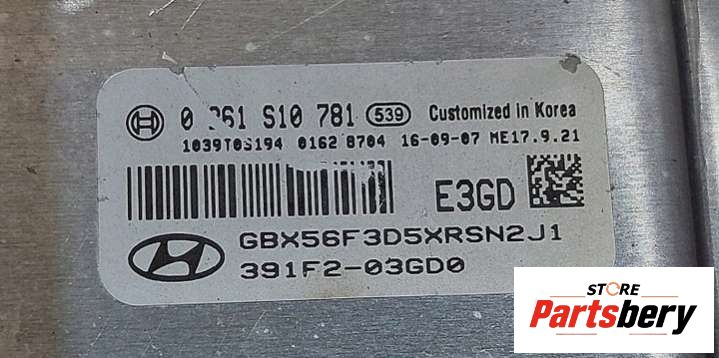 0 261 S10 781 539 Customized in Korea
1039T0S194 0162 8704 16-09-07 ME17.9.21
E3GD
GBX56F3D5XRSN2J1
391F2-03GD0
STORE
Partsbery